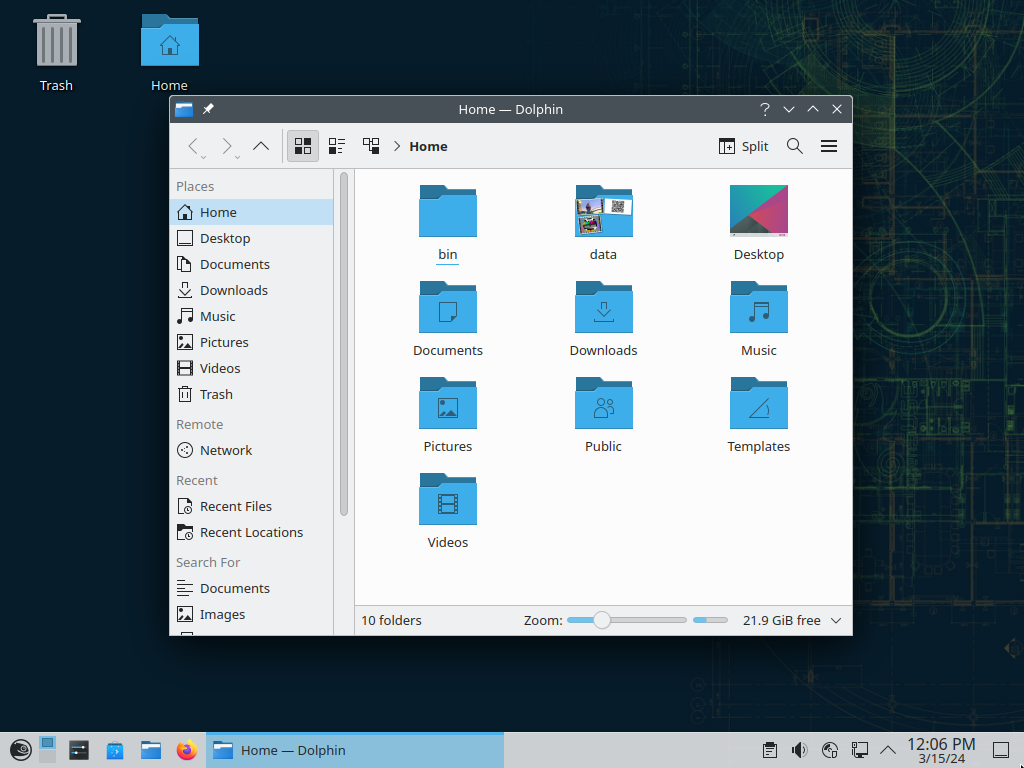 Trash
Home
Home — Dolphin
Home
Split
Places
Home
Desktop
Documents
Downloads
Music
Pictures
Videos
Trash
Remote
Network
Recent
Recent Files
Recent Locations
Search For
Documents
Images
bin
data
Desktop
Documents
Downloads
Music
Pictures
Public
Templates
Videos
10 folders
Zoom:
21.9 GiB free
Home — Dolphin
12:06 PM
3/15/24